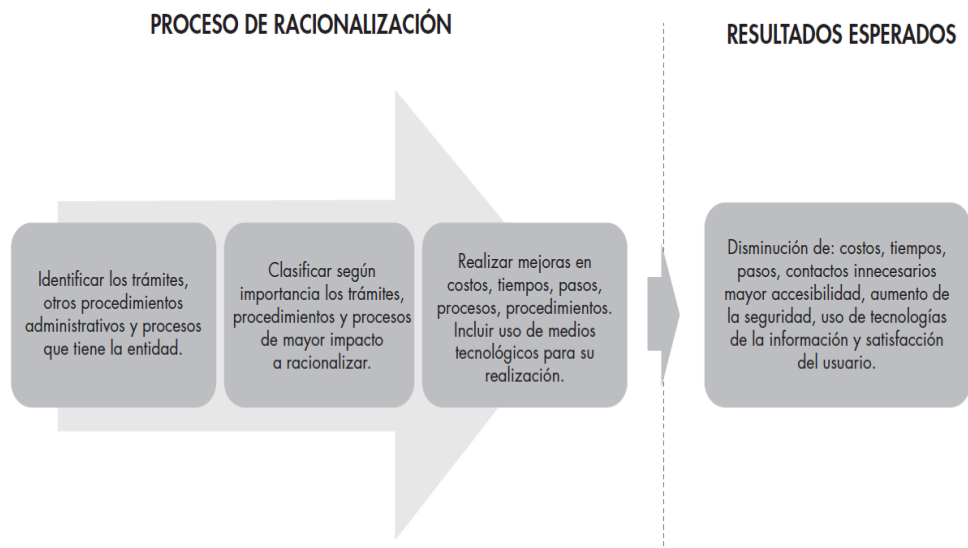 PROCESO DE RACIONALIZACIÓN
RESULTADOS ESPERADOS
Identificar los trámites,
otros procedimientos
administrativos y procesos
que tiene la entidad.
Clasificar según
importancia los trámites,
procedimientos y procesos
de mayor impacto
a racionalizar.
Realizar mejoras en
costos, tiempos, pasos,
procesos, procedimientos.
Incluir uso de medios
tecnológicos para su
realización.
Disminución de: costos, tiempos,
pasos, contactos innecesarios
mayor accesibilidad, aumento de
la seguridad, uso de tecnologías
de la información y satisfacción
del usuario.